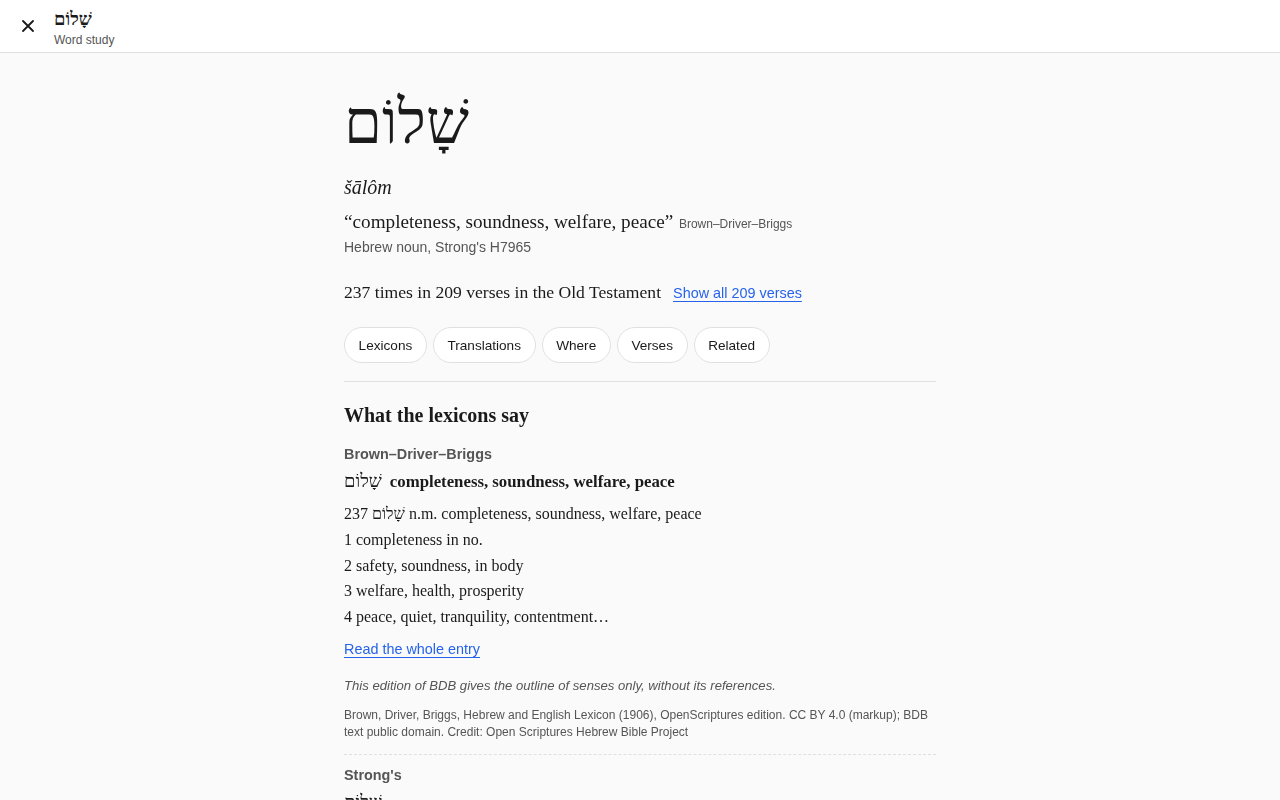 שָׁלוֹם
Word study
שָׁלוֹם
šālôm
“completeness, soundness, welfare, peace” Brown–Driver–Briggs
Hebrew noun, Strong's H7965
237 times in 209 verses in the Old Testament Show all 209 verses
Lexicons Translations Where Verses Related
What the lexicons say
Brown–Driver–Briggs
שָׁלוֹם completeness, soundness, welfare, peace
237 שָׁלוֹם n.m. completeness, soundness, welfare, peace
1 completeness in no.
2 safety, soundness, in body
3 welfare, health, prosperity
4 peace, quiet, tranquility, contentment…
Read the whole entry
This edition of BDB gives the outline of senses only, without its references.
Brown, Driver, Briggs, Hebrew and English Lexicon (1906), OpenScriptures edition. CC BY 4.0 (markup); BDB
text public domain. Credit: Open Scriptures Hebrew Bible Project
Strong's